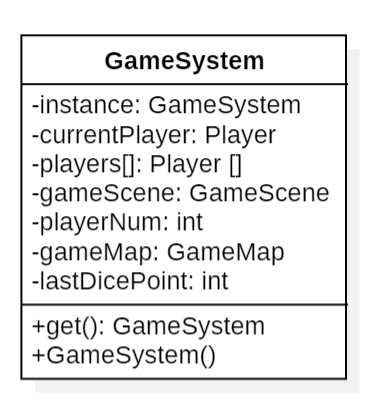 GameSystem
-instance: GameSystem
-currentPlayer: Player
-players[]: Player []
-gameScene: GameScene
-playerNum: int
-gameMap: GameMap
-lastDicePoint: int
+get(): GameSystem
+GameSystem()